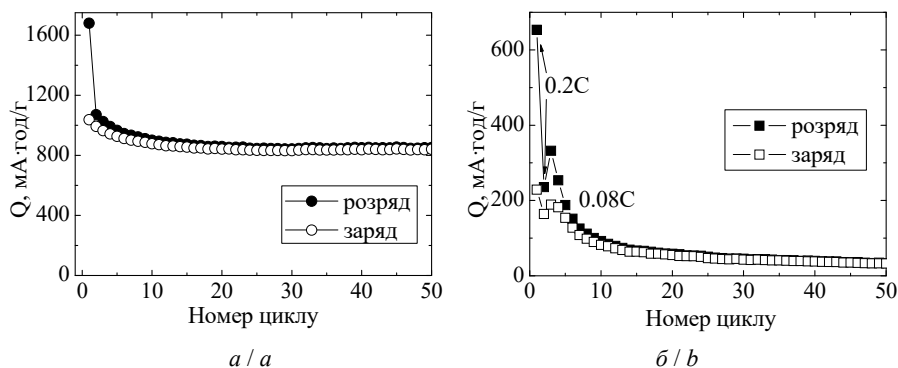 1600
1200
800
400
0
Q, мА·год/г
розряд
заряд
0 10 20 30 40 50
Номер циклу
а / a
600
400
200
0
Q, мА·год/г
0.2C
0.08C
розряд
заряд
0 10 20 30 40 50
Номер циклу
б / b